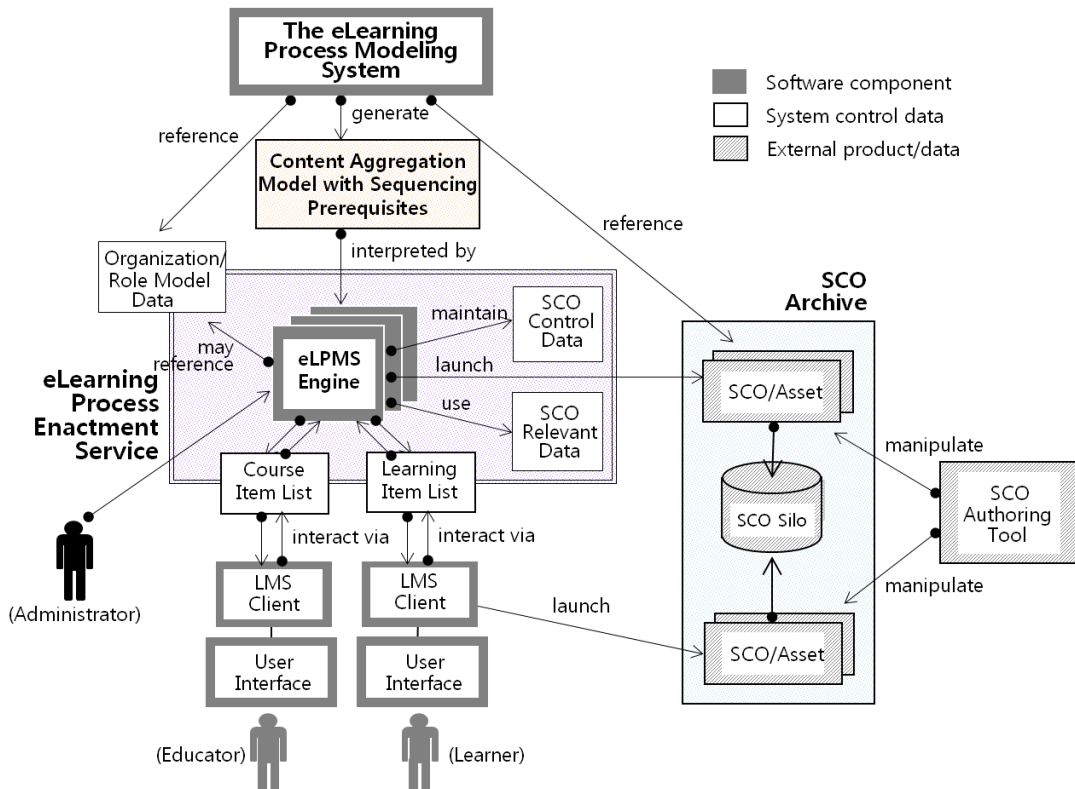 The eLearning
Process Modeling
System
Software component
System control data
External product/data
reference
generate
Content Aggregation
Model with Sequencing
Prerequisites
reference
interpreted by
Organization/
Role Model
Data
SCO
Archive
maintain
SCO
Control
Data
may
reference
eLPMS
Engine
launch
SCO/Asset
eLearning
Process
Enactment
Service
use
SCO
Relevant
Data
manipulate
Course
Item List
Learning
Item List
SCO Silo
SCO
Authoring
Tool
interact via
interact via
manipulate
(Administrator)
LMS
Client
LMS
Client
launch
SCO/Asset
User
Interface
User
Interface
(Educator)
(Learner)